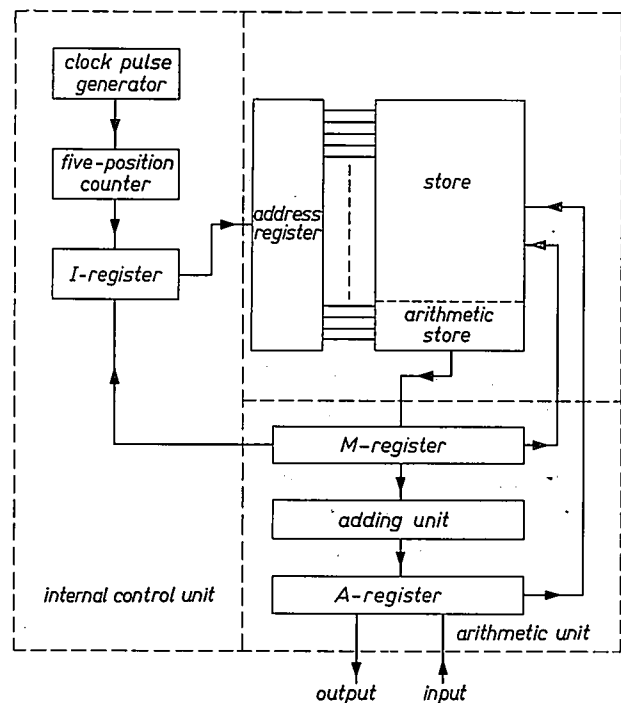 clock pulse
generator
five-position
counter
I-register
address
register
store
arithmetic
store
M-register
adding unit
A-register
internal control unit
arithmetic unit
output
input